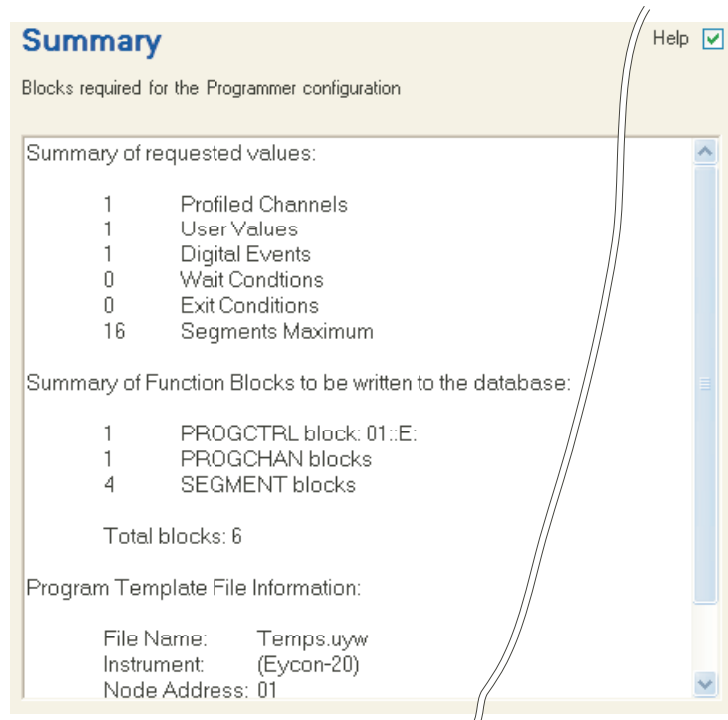 Summary
Help
Blocks required for the Programmer configuration
Summary of requested values:
1 Profiled Channels
1 User Values
1 Digital Events
0 Wait Condtions
0 Exit Conditions
16 Segments Maximum
Summary of Function Blocks to be written to the database:
1 PROGCTRL block: 01::E:
1 PROGCHAN blocks
4 SEGMENT blocks
Total blocks: 6
Program Template File Information:
File Name: Temps.uyw
Instrument: (Eycon-20)
Node Address: 01